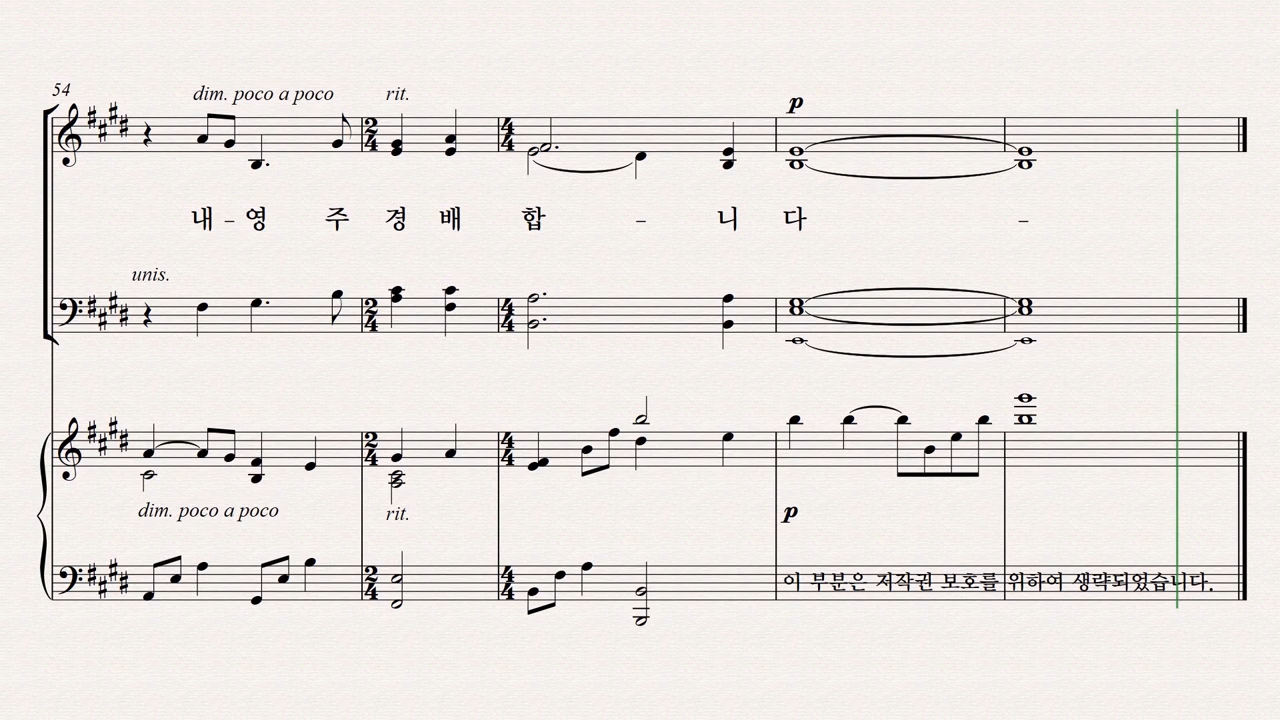 54
dim. poco a poco rit. p
내 – 영 주 경 배 합 – 니 다 –
unis.
dim. poco a poco rit. p
이 부분은 저작권 보호를 위하여 생략되었습니다.